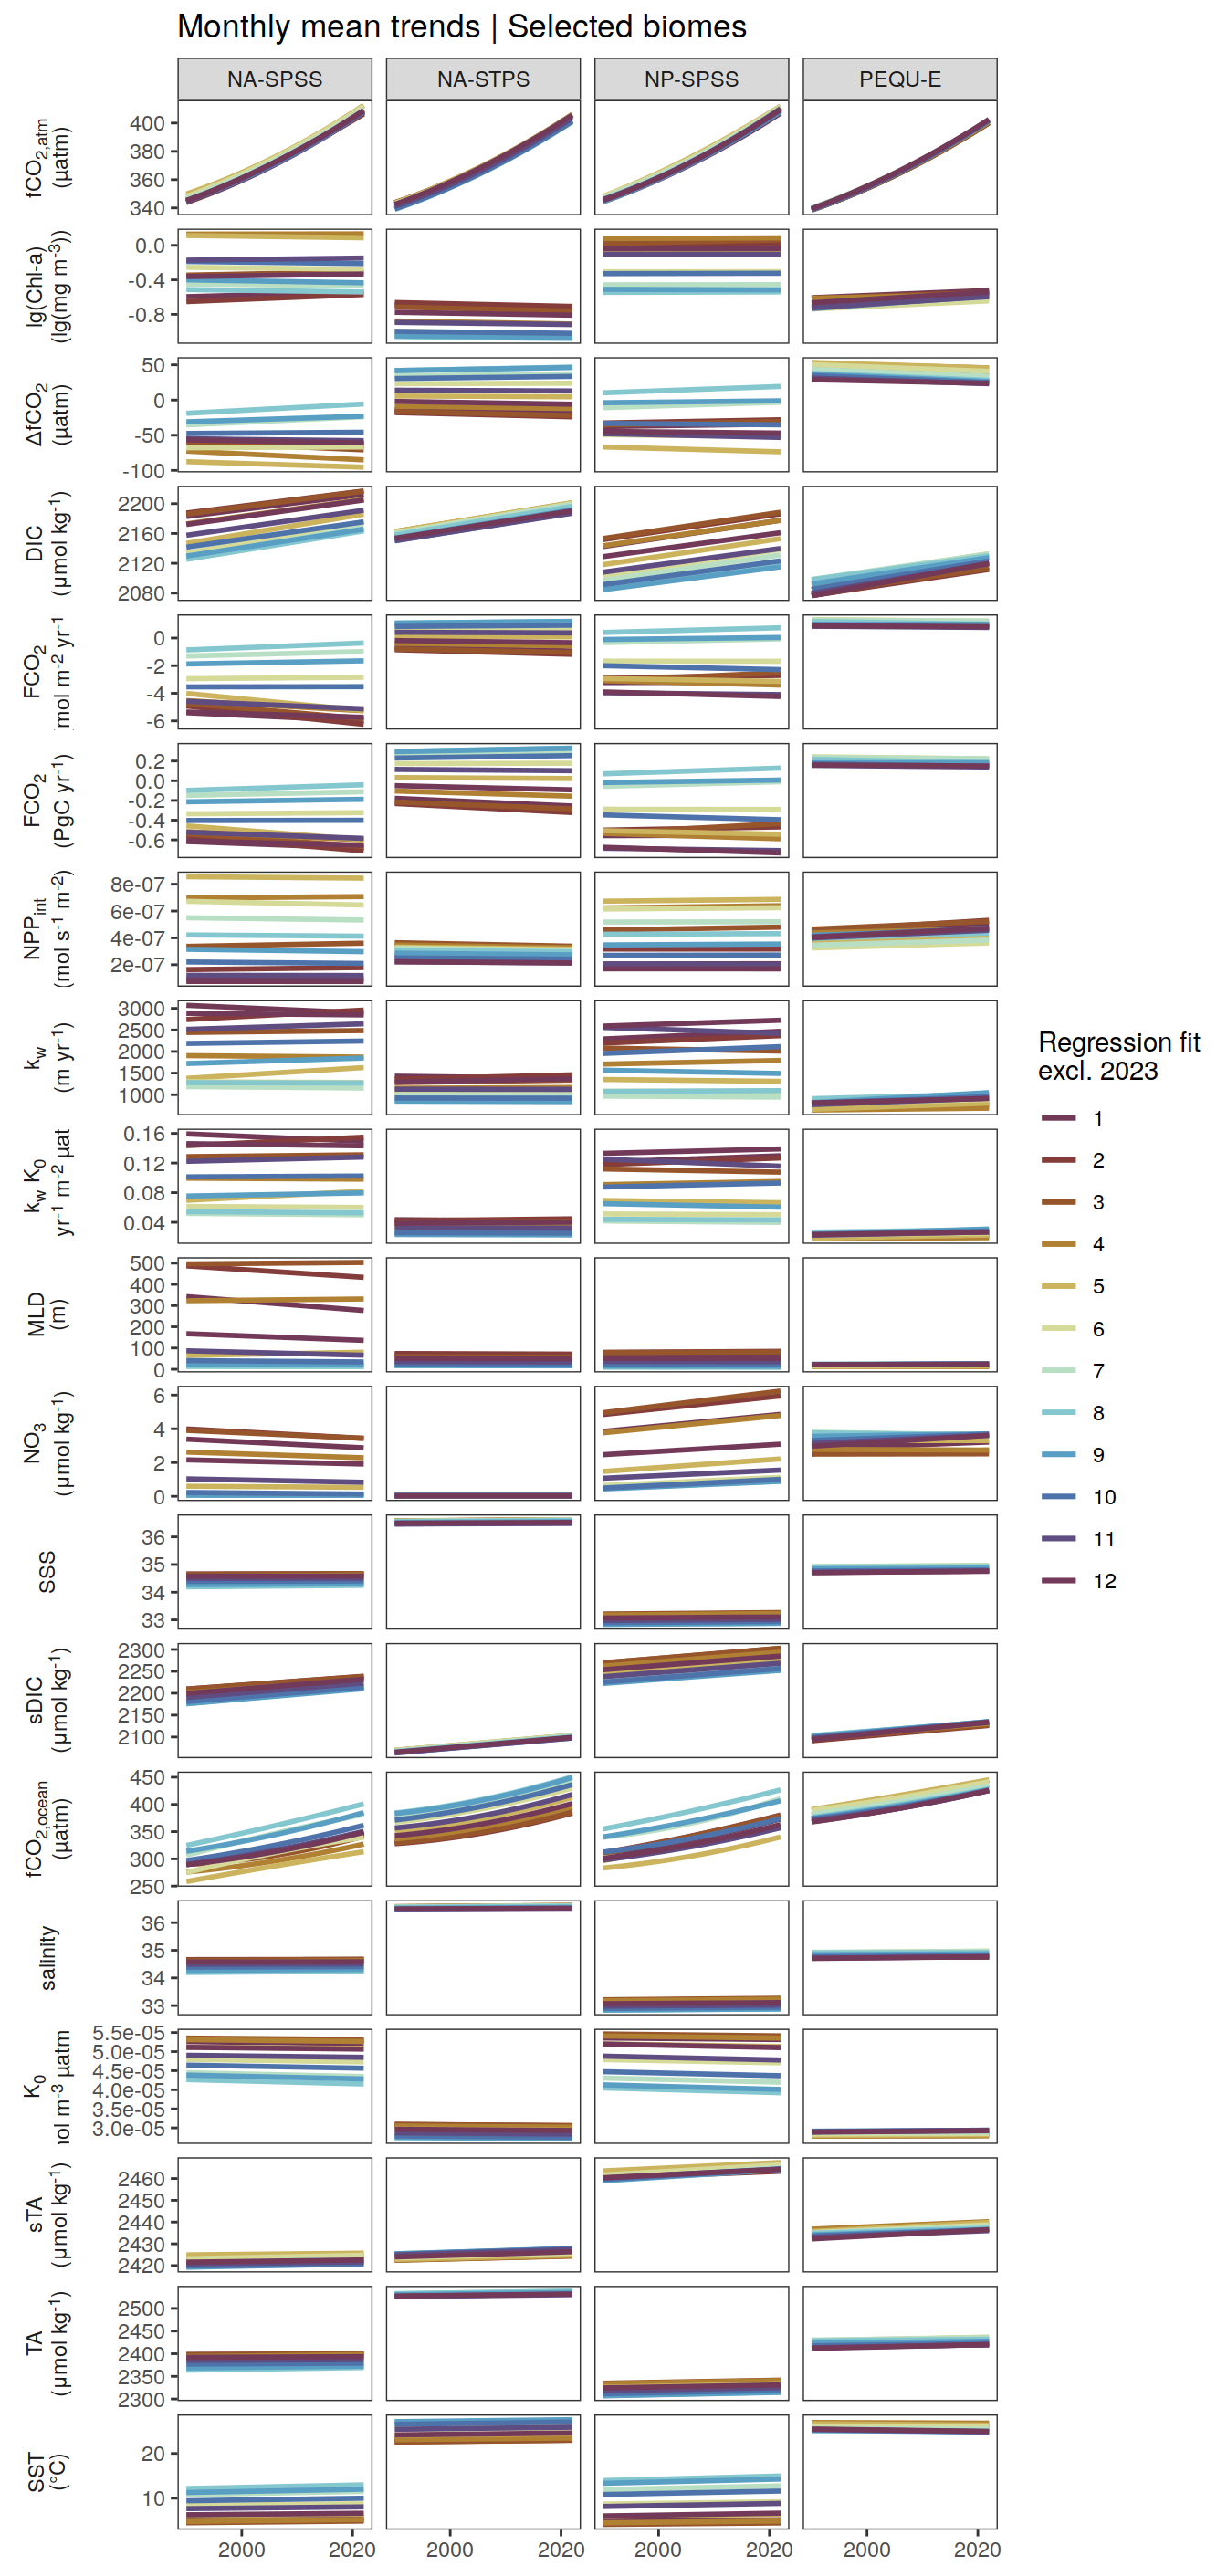 Monthly mean trends | Selected biomes
NA-SPSS NA-STPS NP-SPSS PEQU-E
fCO2,atm
(µatm)
400
380
360
340
lg(Chl-a)
(lg(mg m-3))
0.0
-0.4
-0.8
ΔfCO2
(µatm)
50
0
-50
-100
DIC
(µmol kg-1)
2200
2160
2120
2080
FCO2
mol m-2 yr-1
0
-2
-4
-6
FCO2
(PgC yr-1)
0.2
0.0
-0.2
-0.4
-0.6
NPPint
(mol s-1 m-2)
8e-07
6e-07
4e-07
2e-07
kw
(m yr-1)
3000
2500
2000
1500
1000
kw K0
yr-1 m-2 µat
0.16
0.12
0.08
0.04
MLD
(m)
500
400
300
200
100
0
NO3
(µmol kg-1)
6
4
2
0
SSS
36
35
34
33
sDIC
(µmol kg-1)
2300
2250
2200
2150
2100
fCO2,ocean
(µatm)
450
400
350
300
250
salinity
36
35
34
33
K0
ol m-3 µatm
5.5e-05
5.0e-05
4.5e-05
4.0e-05
3.5e-05
3.0e-05
sTA
(µmol kg-1)
2460
2450
2440
2430
2420
TA
(µmol kg-1)
2500
2450
2400
2350
2300
SST
(°C)
20
10
2000 2020 2000 2020 2000 2020 2000 2020
Regression fit
excl. 2023
1
2
3
4
5
6
7
8
9
10
11
12